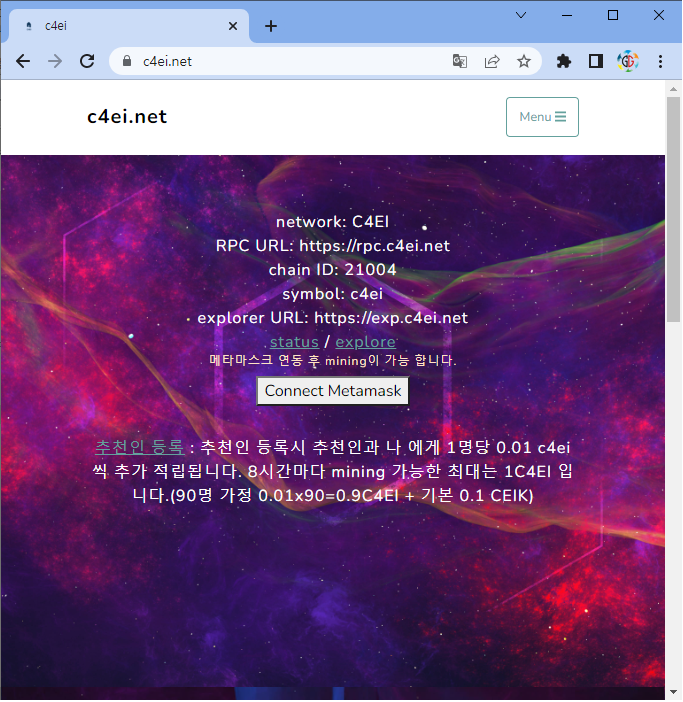 c4ei
c4ei.net
c4ei.net
Menu
network: C4EI
RPC URL: https://rpc.c4ei.net
chain ID: 21004
symbol: c4ei
explorer URL: https://exp.c4ei.net
status / explore
메타마스크 연동 후 mining이 가능 합니다.
Connect Metamask
추천인 등록 : 추천인 등록시 추천인과 나 에게 1명당 0.01 c4ei
씩 추가 적립됩니다. 8시간마다 mining 가능한 최대는 1C4EI 입
니다.(90명 가정 0.01x90=0.9C4EI + 기본 0.1 CEIK)